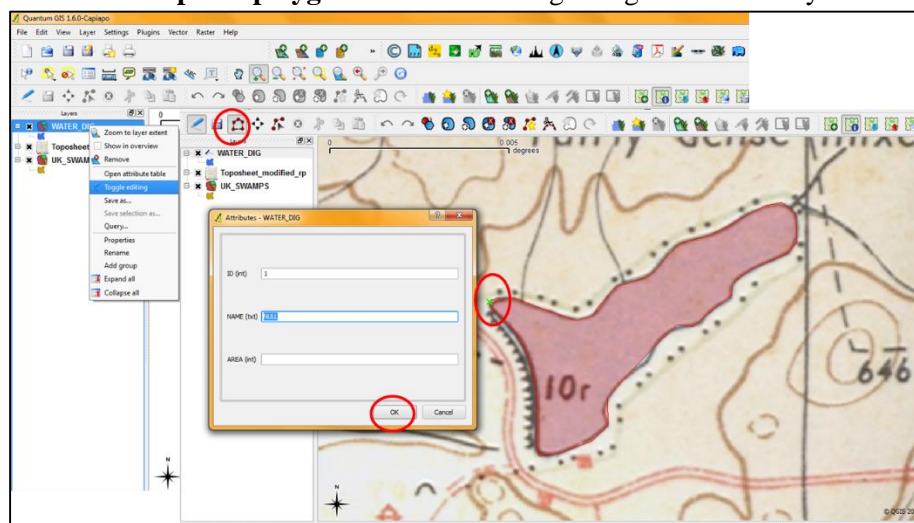 Quantum GIS 1.6.0-Capiapo
File Edit View Layer Settings Plugins Vector Raster Help
Layers
WATER_DIG
Toposheet
UK_SWAMP
Zoom to layer extent
Show in overview
Remove
Open attribute table
Toggle editing
Save as...
Save selection as...
Query...
Properties
Rename
Add group
Expand all
Collapse all
WATER_DIG
Toposheet_modified_rp
UK_SWAMPS
0 0.005
degrees
Attributes - WATER_DIG
ID (int) 1
NAME (txt) NULL
AREA (int)
OK Cancel
Dense
10r
646
N
N